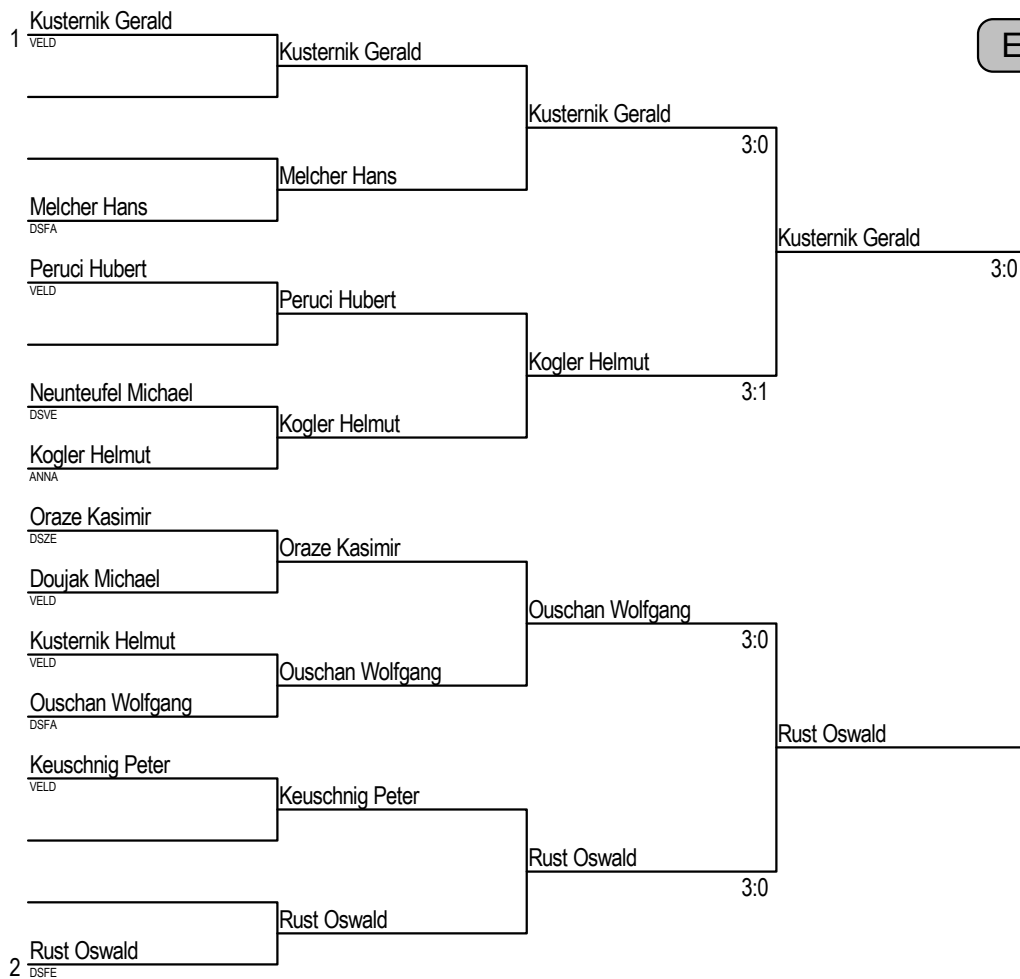 1 Kusternik Gerald
VELD
Kusternik Gerald
E
Kusternik Gerald
3:0
Melcher Hans
Melcher Hans
DSFA
Kusternik Gerald
3:0
Peruci Hubert
VELD
Peruci Hubert
Kogler Helmut
3:1
Neunteufel Michael
DSVE
Kogler Helmut
Kogler Helmut
ANNA
Oraze Kasimir
DSZE
Oraze Kasimir
Doujak Michael
VELD
Ouschan Wolfgang
3:0
Kusternik Helmut
VELD
Ouschan Wolfgang
Ouschan Wolfgang
DSFA
Rust Oswald
Keuschnig Peter
VELD
Keuschnig Peter
Rust Oswald
3:0
Rust Oswald
2 Rust Oswald
DSFE